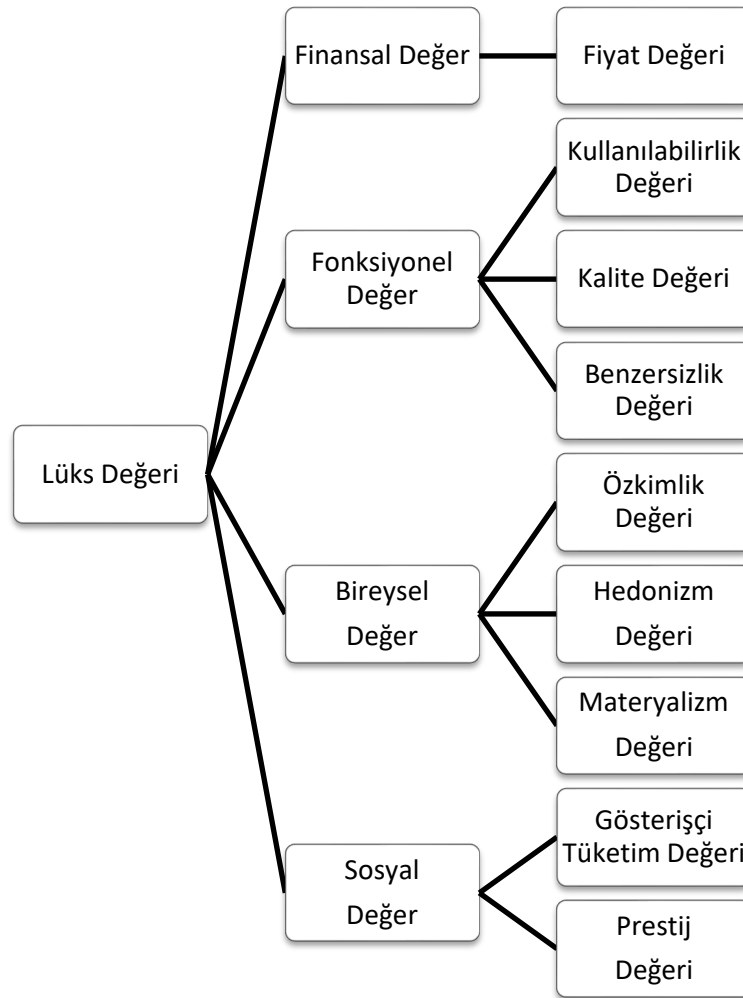 Lüks Değeri
Finansal Değer
Fiyat Değeri
Fonksiyonel
Değer
Kullanılabilirlik
Değeri
Kalite Değeri
Benzersizlik
Değeri
Bireysel
Değer
Özkimlik
Değeri
Hedonizm
Değeri
Materyalizm
Değeri
Sosyal
Değer
Gösterişçi
Tüketim Değeri
Prestij
Değeri